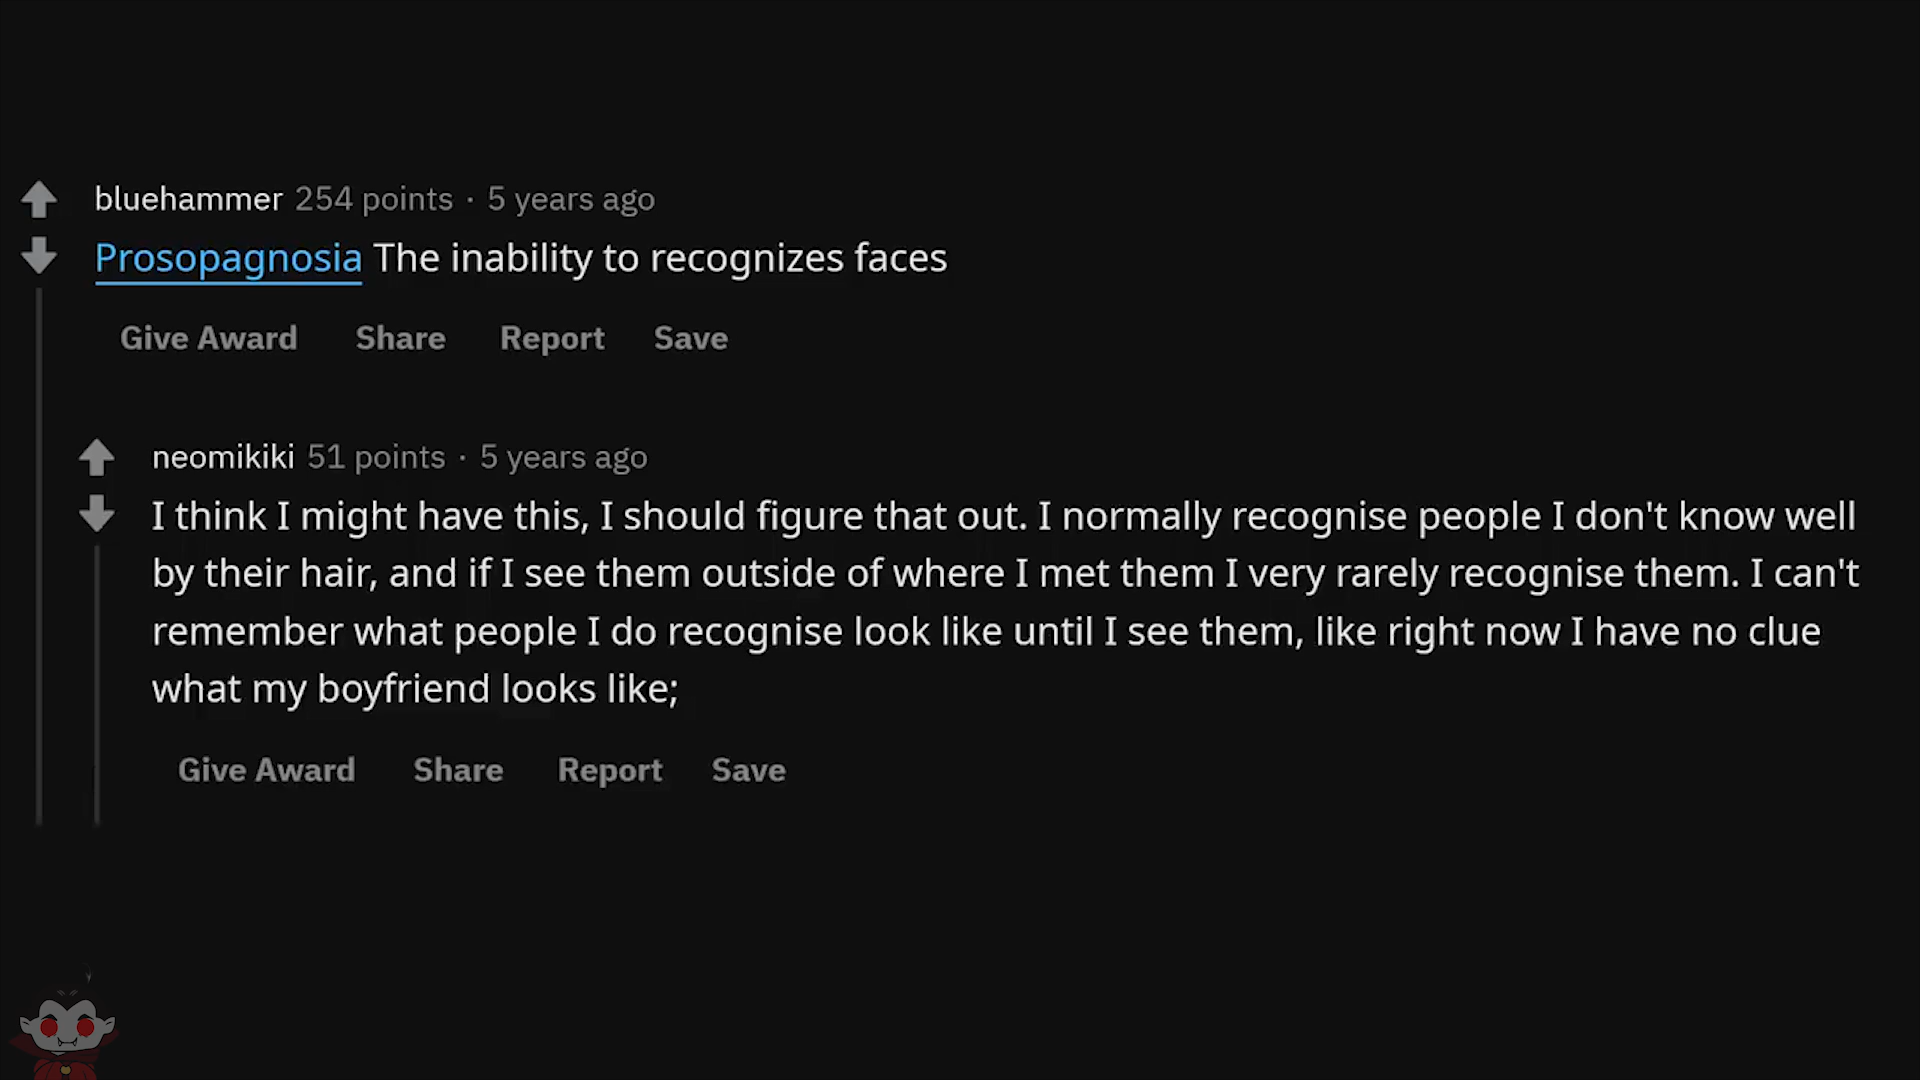 bluehammer 254 points · 5 years ago
Prosopagnosia The inability to recognizes faces
Give Award Share Report Save
neomikiki 51 points · 5 years ago
I think I might have this, I should figure that out. I normally recognise people I don't know well
by their hair, and if I see them outside of where I met them I very rarely recognise them. I can't
remember what people I do recognise look like until I see them, like right now I have no clue
what my boyfriend looks like;
Give Award Share Report Save